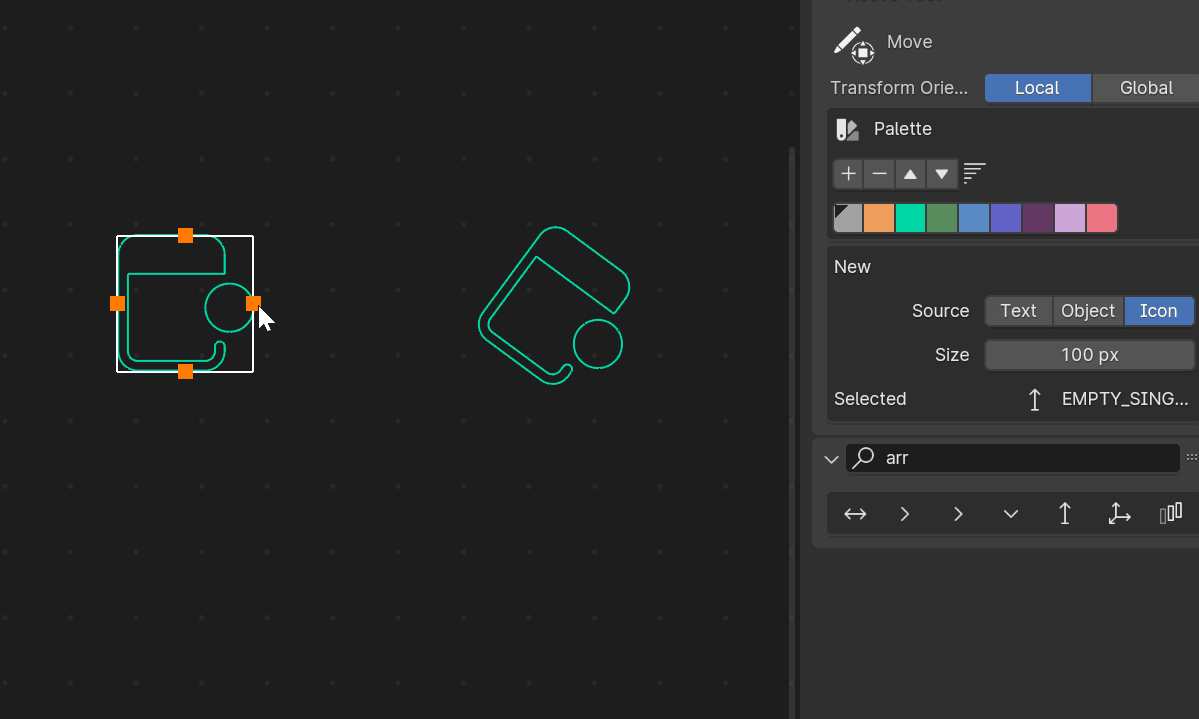 Move
Transform Orie... Local Global
Palette
New
Source Text Object Icon
Size 100 px
Selected EMPTY_SING...
arr